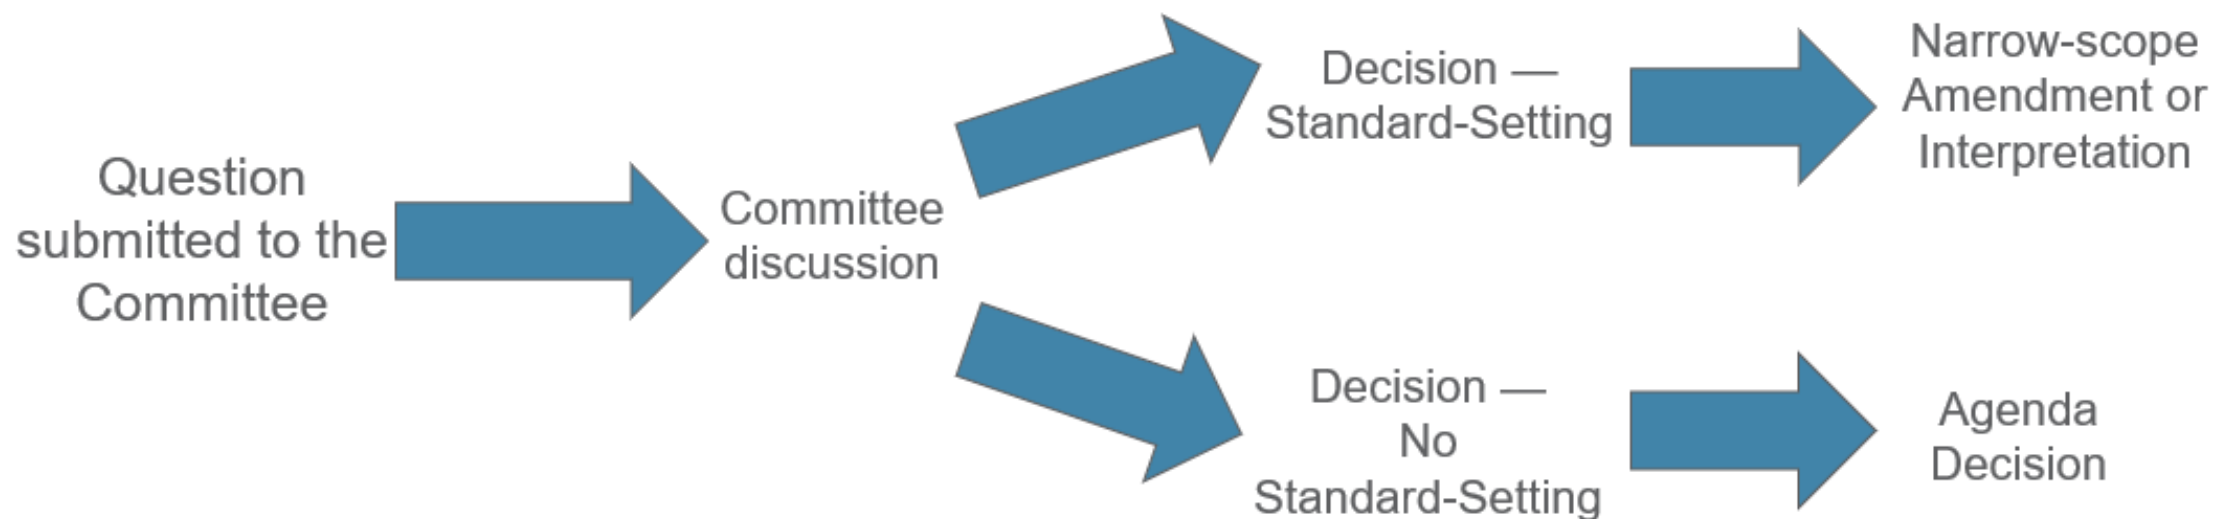 Question
submitted to the
Committee
Committee
discussion
Decision —
Standard-Setting
Narrow-scope
Amendment or
Interpretation
Decision —
No
Standard-Setting
Agenda
Decision